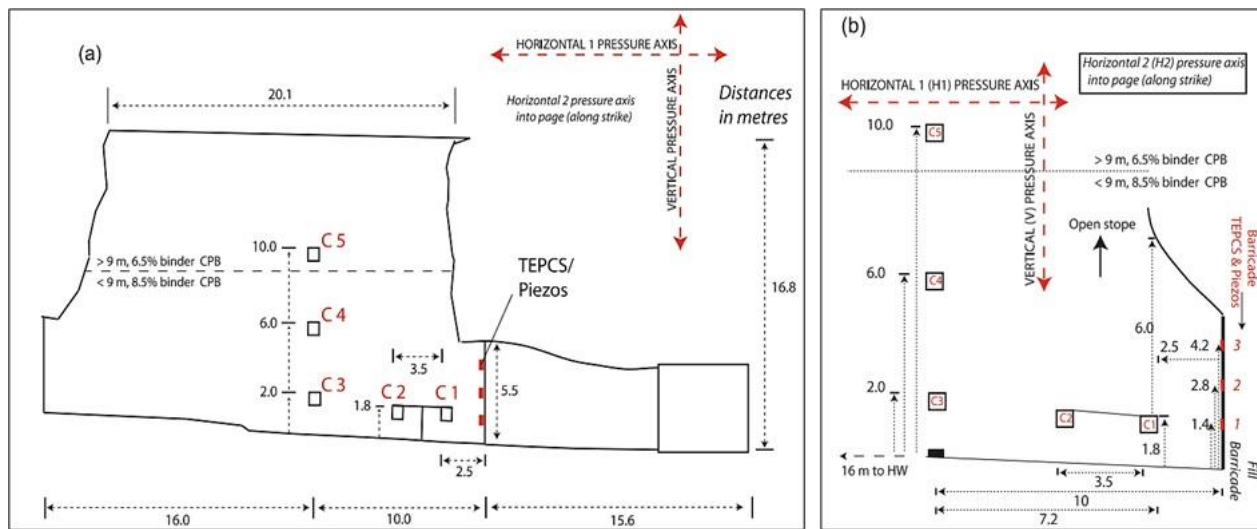 (a)
HORIZONTAL 1 PRESSURE AXIS
20.1
Horizontal 2 pressure axis
into page (along strike)
VERTICAL PRESSURE AXIS
Distances
in metres
10.0
C 5
> 9 m, 6.5% binder CPB
< 9 m, 8.5% binder CPB
TEPCS/
Piezos
16.8
6.0
C 4
3.5
2.0
C 3
C 2
C 1
5.5
1.8
2.5
16.0
10.0
15.6
(b)
Horizontal 2 (H2) pressure axis
into page (along strike)
HORIZONTAL 1 (H1) PRESSURE AXIS
10.0
C5
VERTICAL (V) PRESSURE AXIS
> 9 m, 6.5% binder CPB
< 9 m, 8.5% binder CPB
Open stope
Barricade
TEPCS & Piezos
6.0
C4
6.0
2.5
4.2
3
2.8
2
2.0
C3
C2
C1
1.4
1
1.8
16 m to HW
3.5
10
7.2
Fill
Barricade